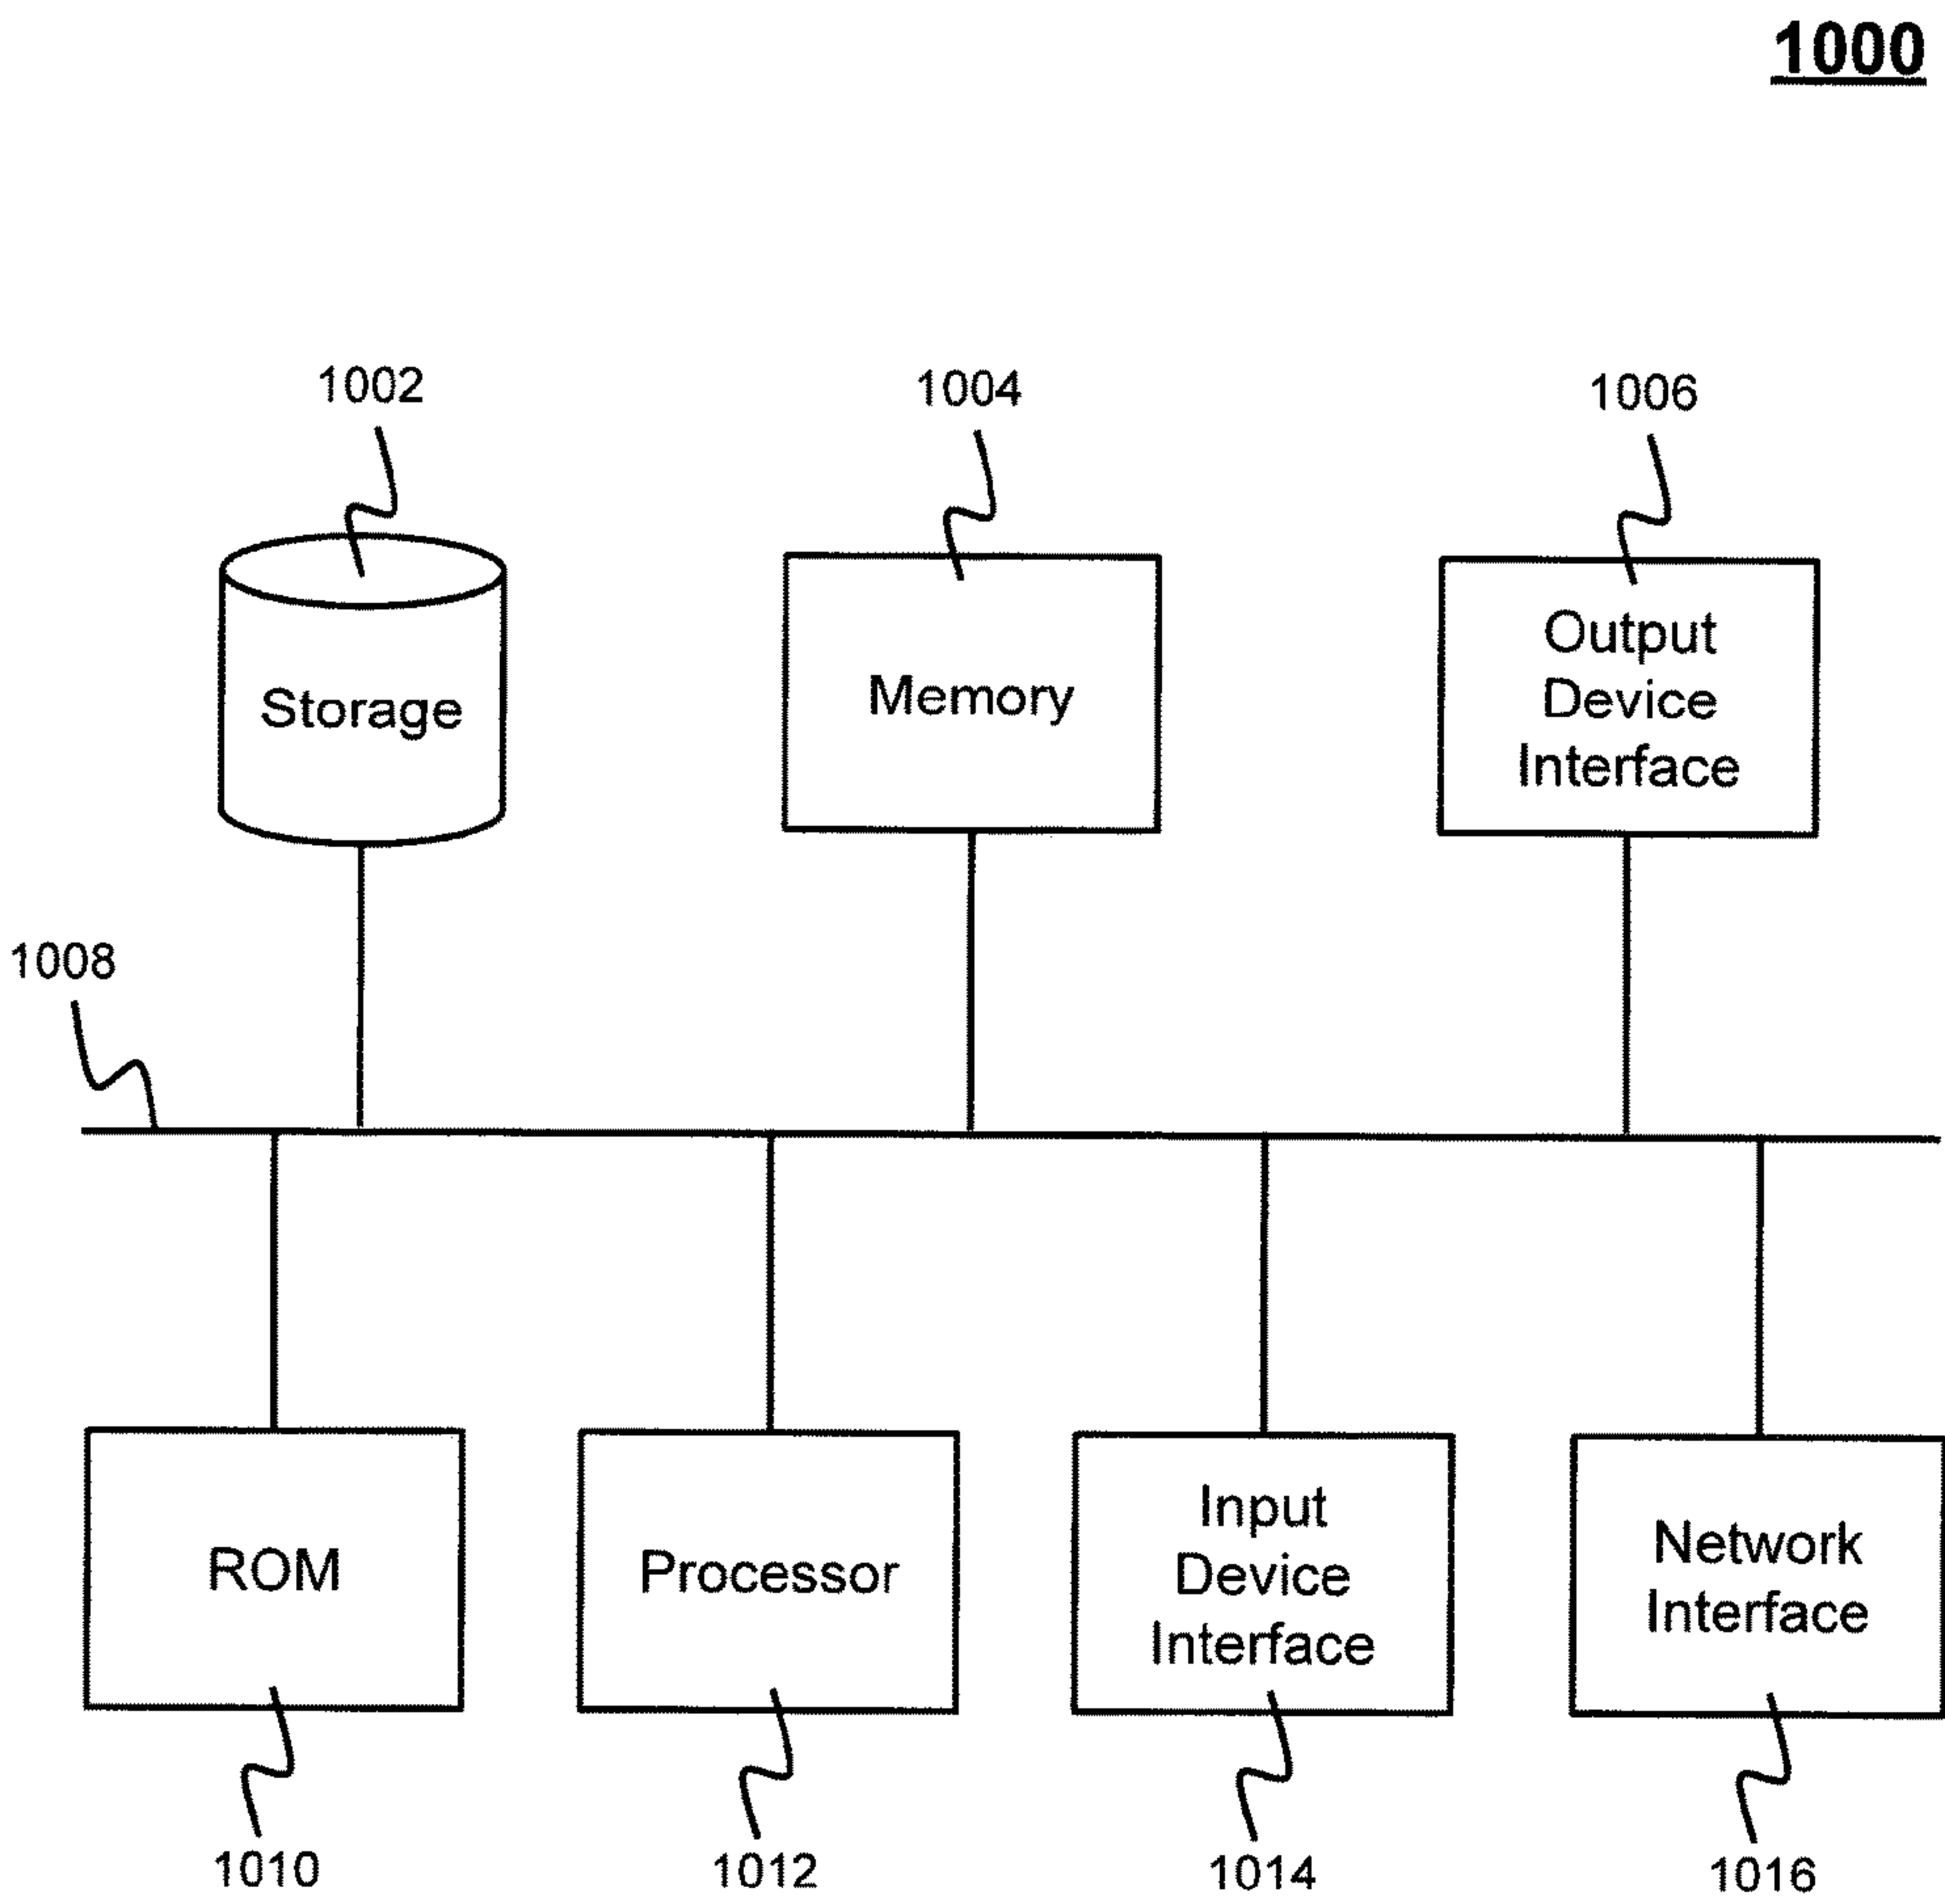 1000
1002
1004
1006
Storage
Memory
Output
Device
Interface
1008
ROM
Processor
Input
Device
Interface
Network
Interface
1010
1012
1014
1016